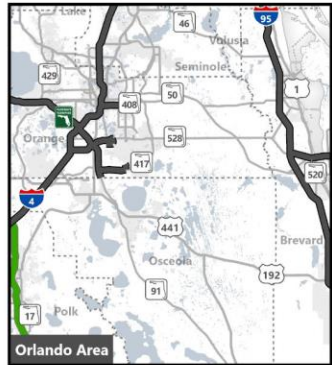 46
95
Lake
Volusia
Seminole
429
50
1
408
Orange
528
417
520
4
441
Brevard
Osceola
192
91
17
Polk
Orlando Area